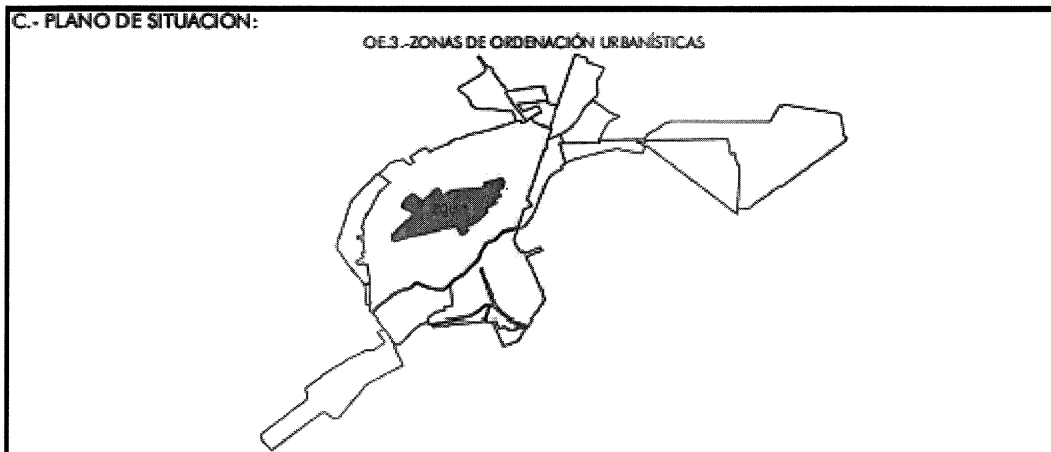 C.- PLANO DE SITUACIÓN:
OE.3.-ZONAS DE ORDENACIÓN URBANÍSTICAS